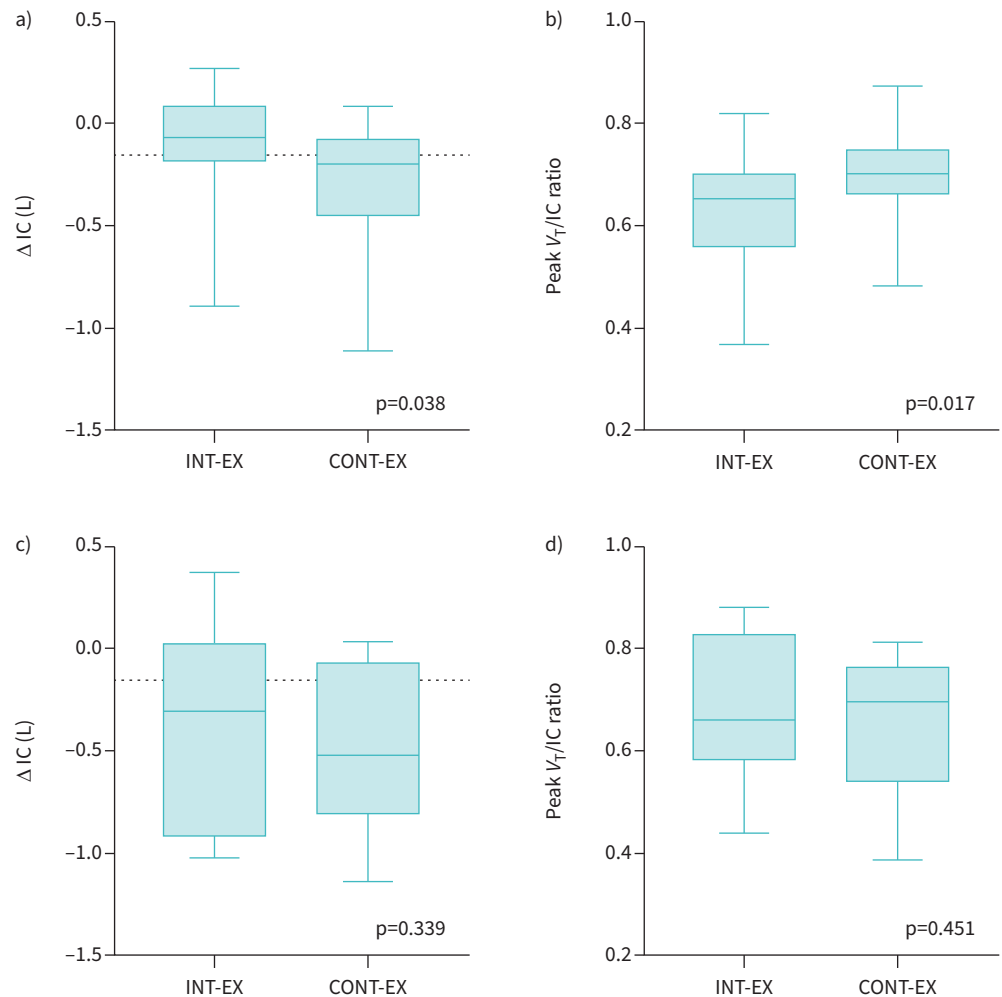 a)
0.5
0.0
–0.5
–1.0
–1.5
Δ IC (L)
INT-EX
CONT-EX
p=0.038
b)
1.0
0.8
0.6
0.4
0.2
Peak VT/IC ratio
INT-EX
CONT-EX
p=0.017
c)
0.5
0.0
–0.5
–1.0
–1.5
Δ IC (L)
INT-EX
CONT-EX
p=0.339
d)
1.0
0.8
0.6
0.4
0.2
Peak VT/IC ratio
INT-EX
CONT-EX
p=0.451